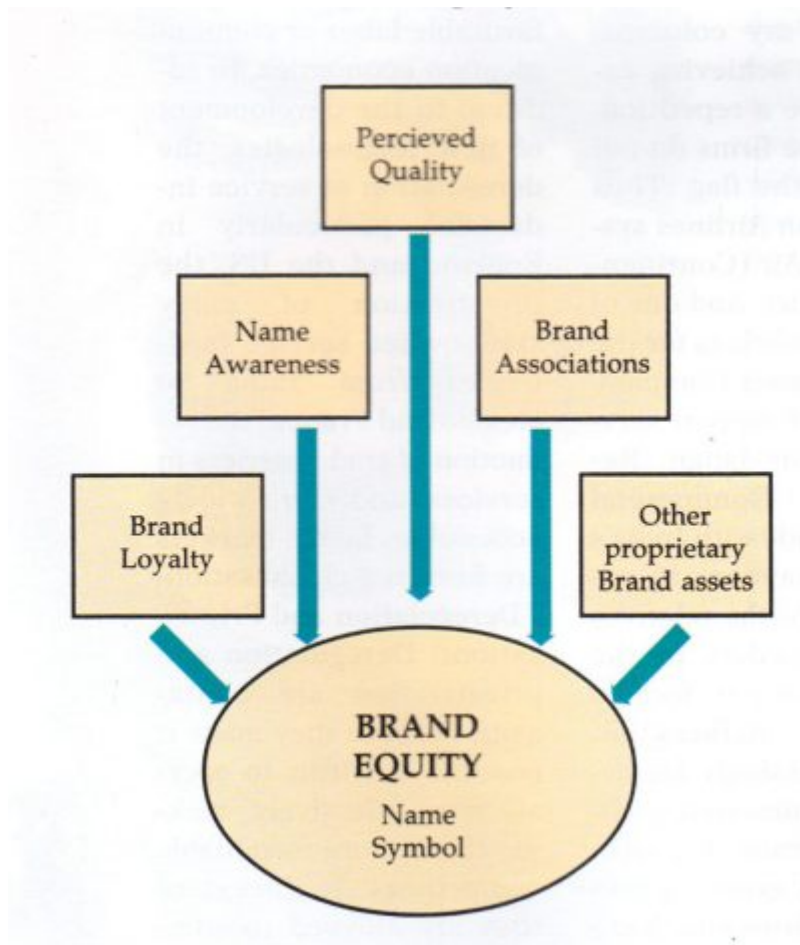 Percieved
Quality
Name
Awareness
Brand
Associations
Brand
Loyalty
Other
proprietary
Brand assets
BRAND
EQUITY
Name
Symbol